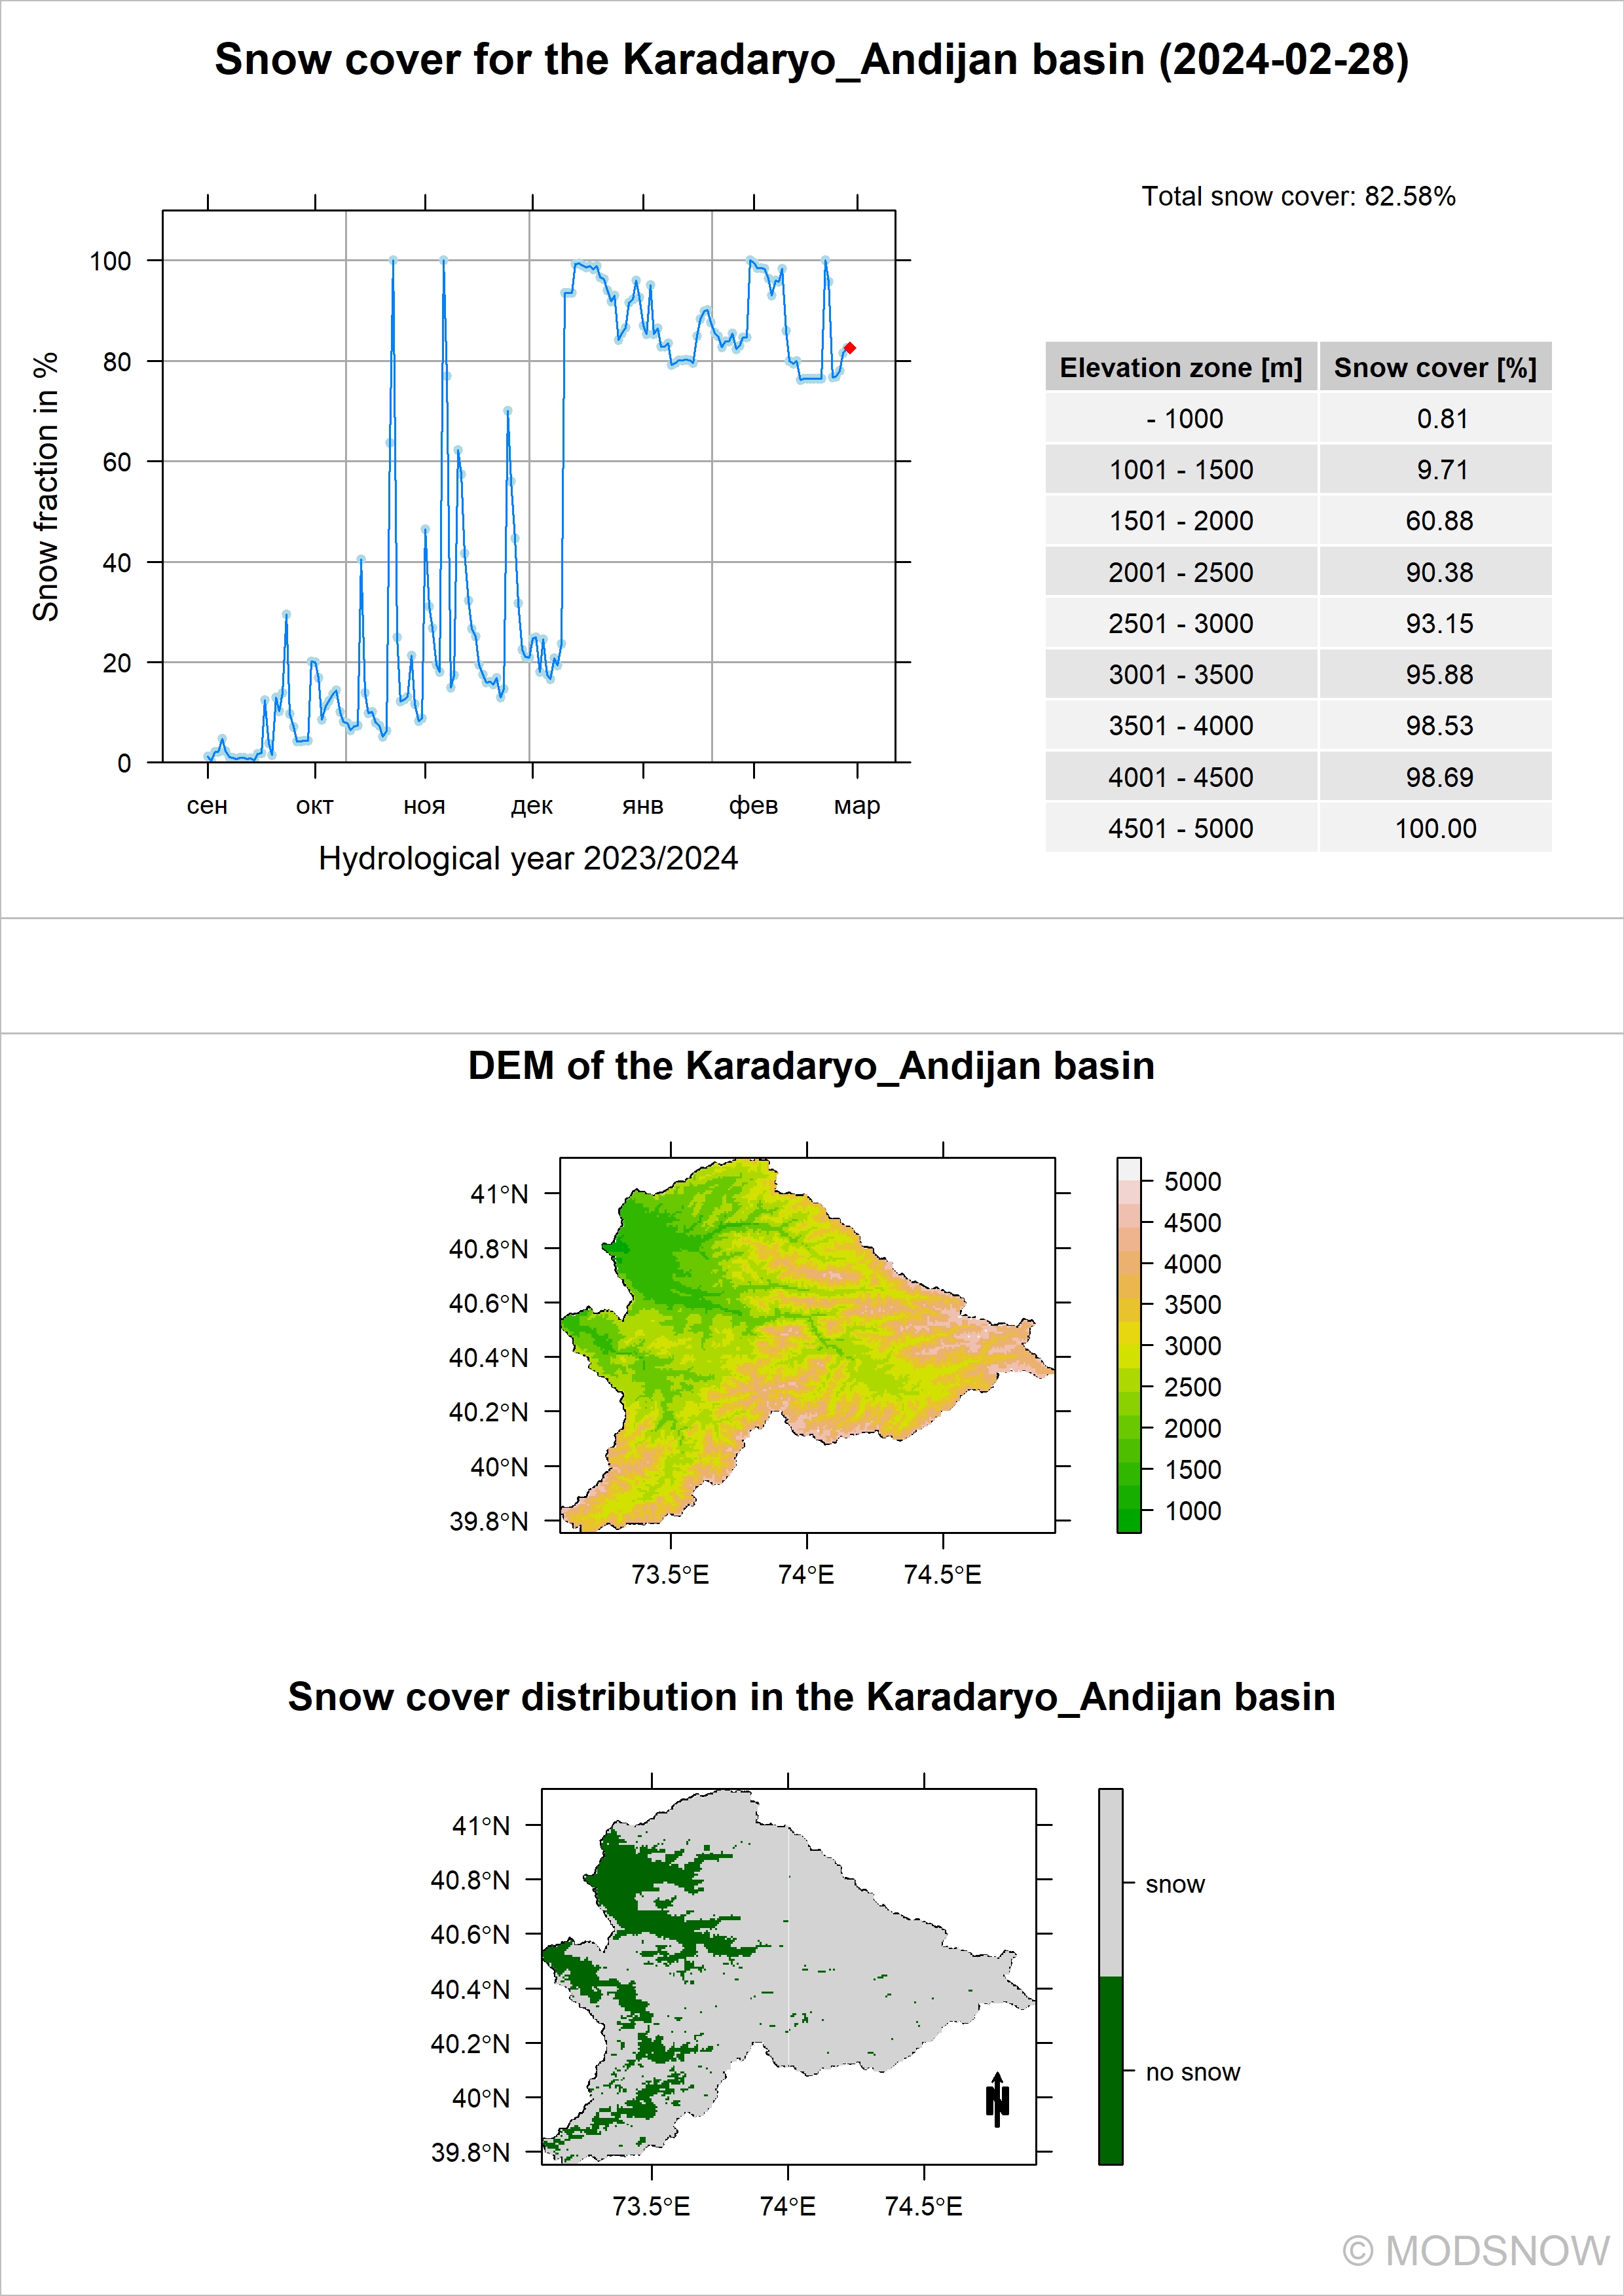 Snow cover for the Karadaryo_Andijan basin (2024-02-28)
Total snow cover: 82.58%
Snow fraction in %
100
80
60
40
20
0
сен окт ноя дек янв фев мар
Hydrological year 2023/2024
Elevation zone [m] Snow cover [%]
- 1000 0.81
1001 - 1500 9.71
1501 - 2000 60.88
2001 - 2500 90.38
2501 - 3000 93.15
3001 - 3500 95.88
3501 - 4000 98.53
4001 - 4500 98.69
4501 - 5000 100.00
DEM of the Karadaryo_Andijan basin
41°N
40.8°N
40.6°N
40.4°N
40.2°N
40°N
39.8°N
73.5°E 74°E 74.5°E
5000
4500
4000
3500
3000
2500
2000
1500
1000
Snow cover distribution in the Karadaryo_Andijan basin
41°N
40.8°N
40.6°N
40.4°N
40.2°N
40°N
39.8°N
73.5°E 74°E 74.5°E
N
snow
no snow
© MODSNOW